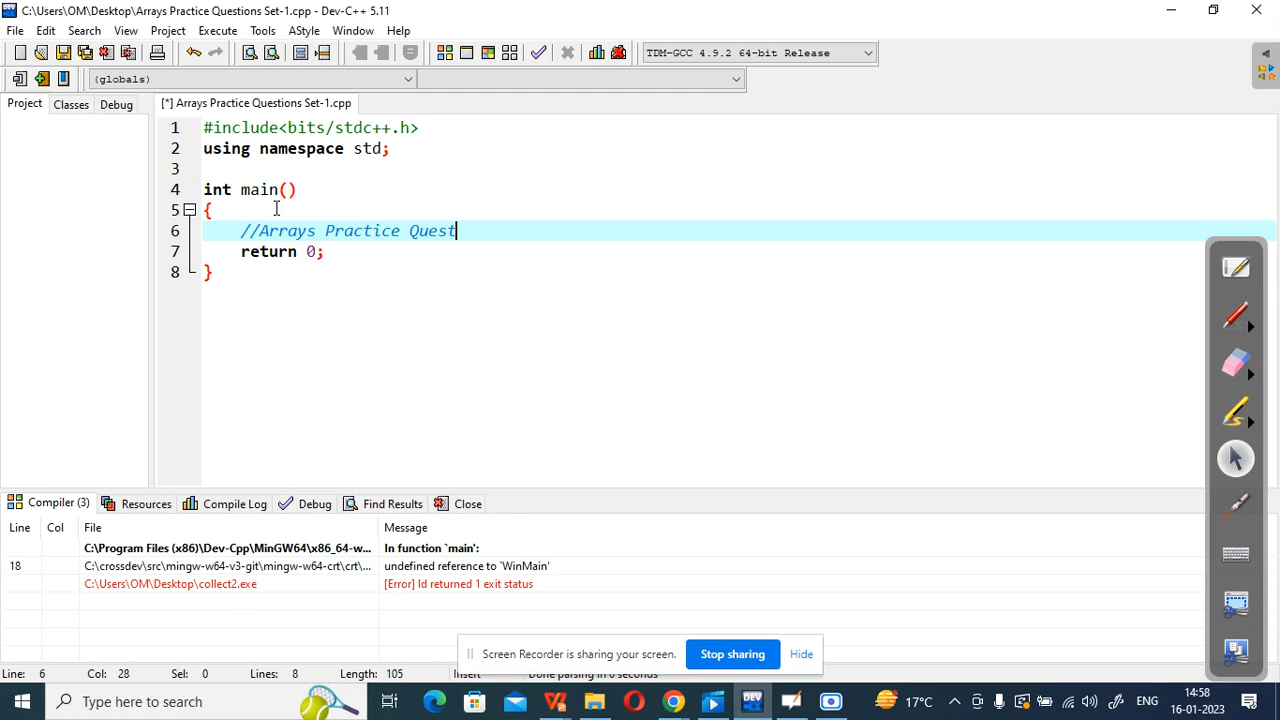 C:\Users\OM\Desktop\Arrays Practice Questions Set-1.cpp - Dev-C++ 5.11
File Edit Search View Project Execute Tools AStyle Window Help
TDM-GCC 4.9.2 64-bit Release
(globals)
Project Classes Debug [*] Arrays Practice Questions Set-1.cpp
1 #include<bits/stdc++.h>
2 using namespace std;
3
4 int main()
5 {
6 //Arrays Practice Quest
7 return 0;
8 }
Compiler (3) Resources Compile Log Debug Find Results Close
Line Col File Message
C:\Program Files (x86)\Dev-Cpp\MinGW64\x86_64-w... In function `main':
18 C:\crossdev\src\mingw-w64-v3-git\mingw-w64-crt\crt\... undefined reference to `WinMain'
C:\Users\OM\Desktop\collect2.exe [Error] ld returned 1 exit status
Screen Recorder is sharing your screen. Stop sharing Hide
Line: 6 Col: 28 Sel: 0 Lines: 8 Length: 105 Insert Done parsing in 0 seconds
Type here to search DEV 17°C ENG 14:58
16-01-2023